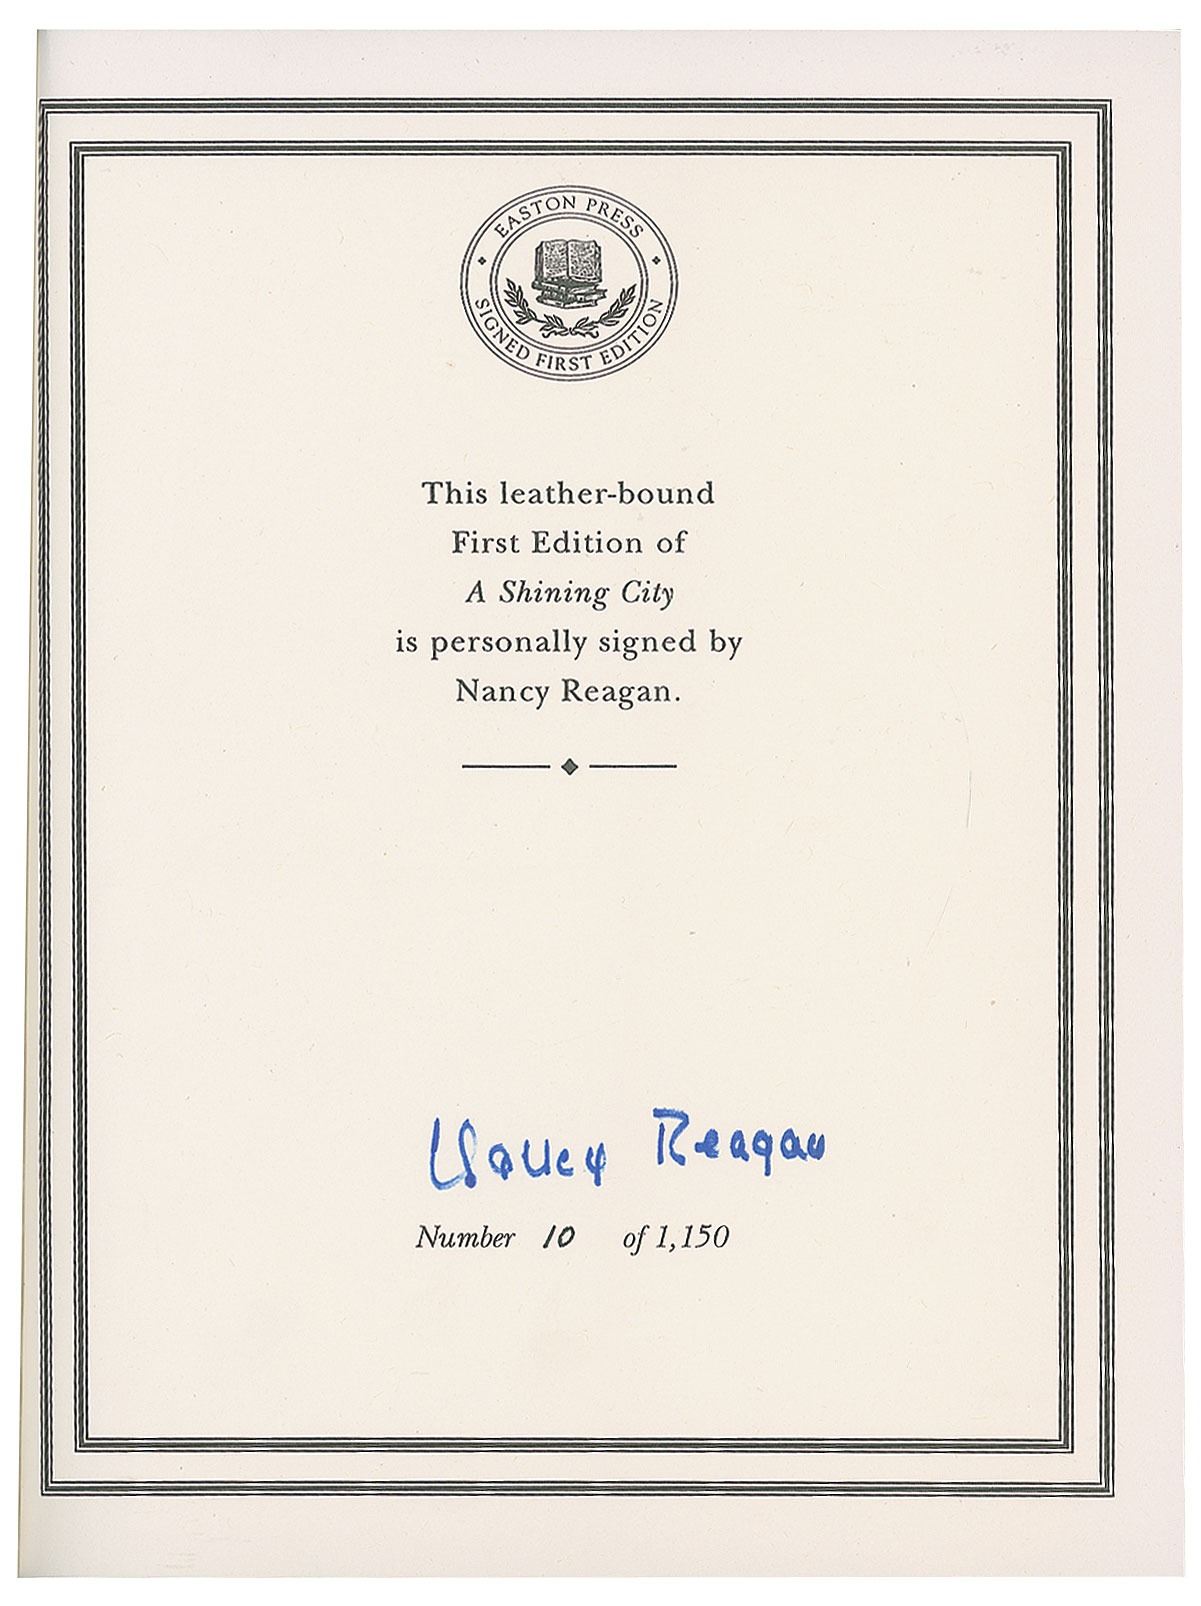 EASTON PRESS
SIGNED FIRST EDITION
This leather-bound
First Edition of
A Shining City
is personally signed by
Nancy Reagan.
Nancy Reagan
Number 10 of 1,150